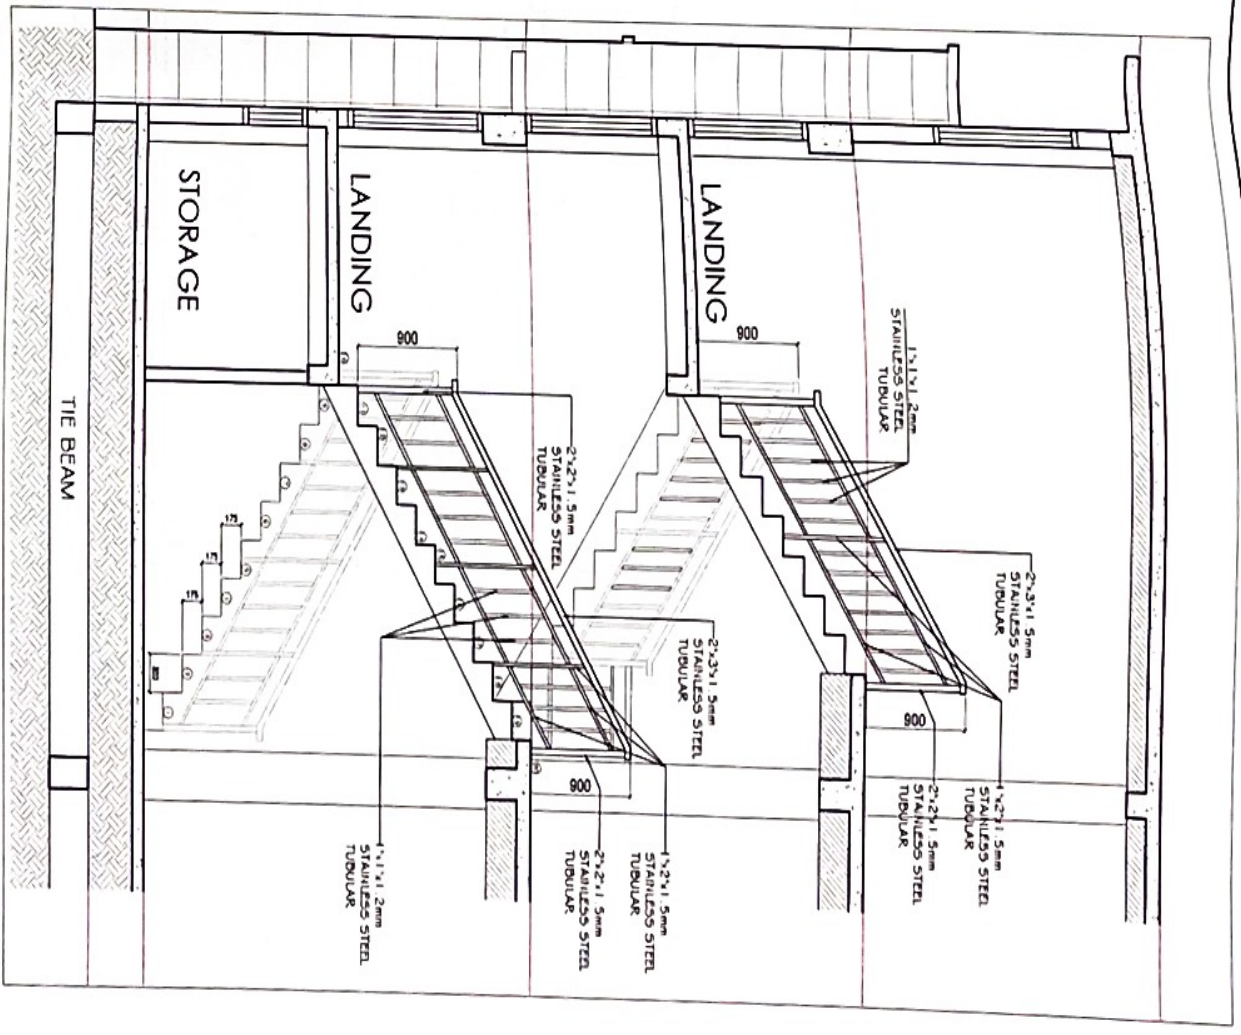 1"x1"x1.2mm
STAINLESS STEEL
TUBULAR
2"x3"x1.5mm
STAINLESS STEEL
TUBULAR
1"x2"x1.5mm
STAINLESS STEEL
TUBULAR
2"x2"x1.5mm
STAINLESS STEEL
TUBULAR
LANDING
900
900
2"x2"x1.5mm
STAINLESS STEEL
TUBULAR
2"x3"x1.5mm
STAINLESS STEEL
TUBULAR
1"x2"x1.5mm
STAINLESS STEEL
TUBULAR
2"x2"x1.5mm
STAINLESS STEEL
TUBULAR
LANDING
900
900
1"x1"x1.2mm
STAINLESS STEEL
TUBULAR
STORAGE
175
175
TIE BEAM